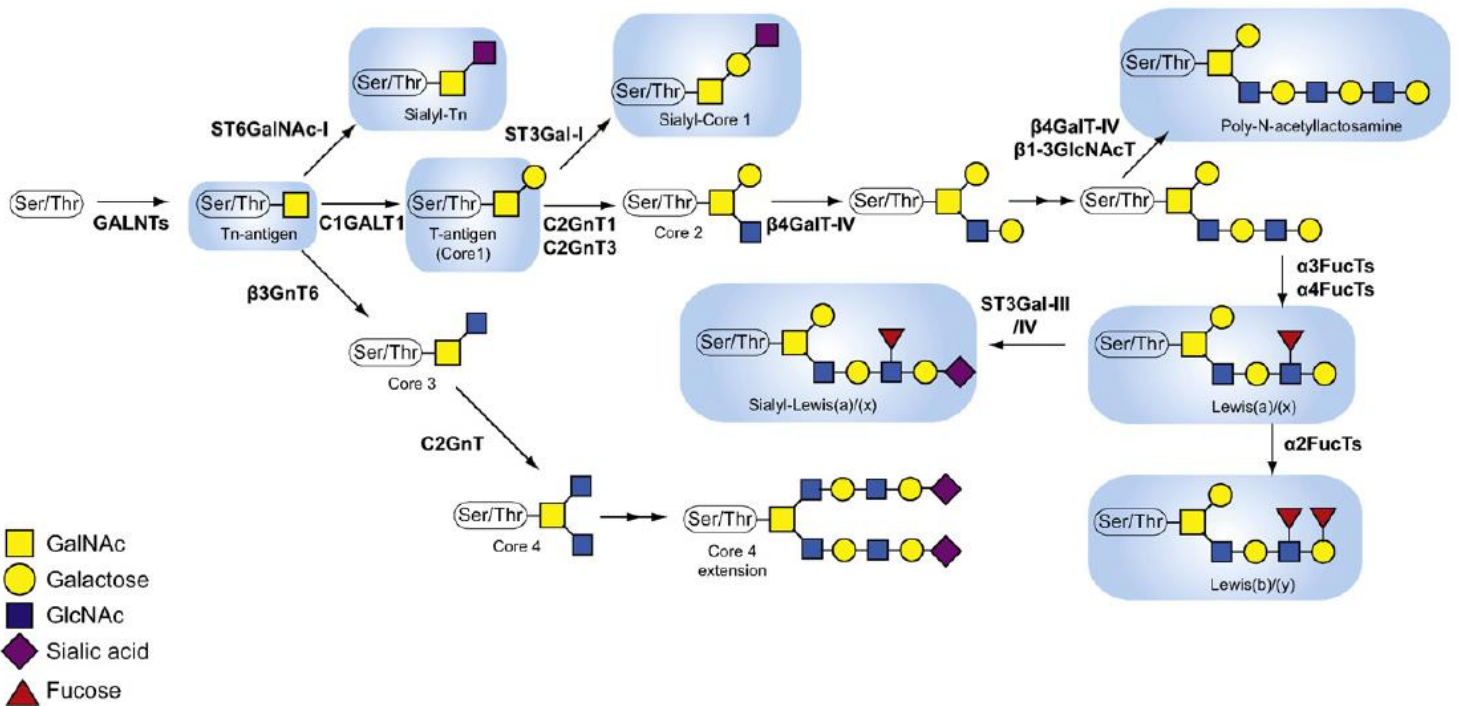 Ser/Thr
Sialyl-Tn
Ser/Thr
Sialyl-Core 1
Ser/Thr
Poly-N-acetyllactosamine
ST6GalNAc-I
ST3Gal-I
β4GalT-IV
β1-3GlcNAcT
Ser/Thr
GALNTs
Ser/Thr
Tn-antigen
C1GALT1
Ser/Thr
T-antigen
(Core1)
C2GnT1
C2GnT3
Ser/Thr
Core 2
β4GalT-IV
Ser/Thr
Ser/Thr
β3GnT6
α3FucTs
α4FucTs
Ser/Thr
Core 3
Ser/Thr
Sialyl-Lewis(a)/(x)
ST3Gal-III
/IV
Ser/Thr
Lewis(a)/(x)
C2GnT
α2FucTs
Ser/Thr
Core 4
Ser/Thr
Core 4
extension
Ser/Thr
Lewis(b)/(y)
GalNAc
Galactose
GlcNAc
Sialic acid
Fucose